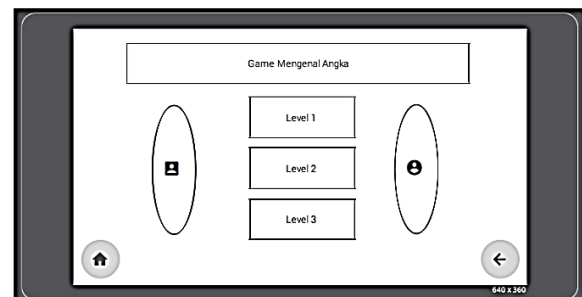 Game Mengenal Angka
Level 1
Level 2
Level 3
640 x 360